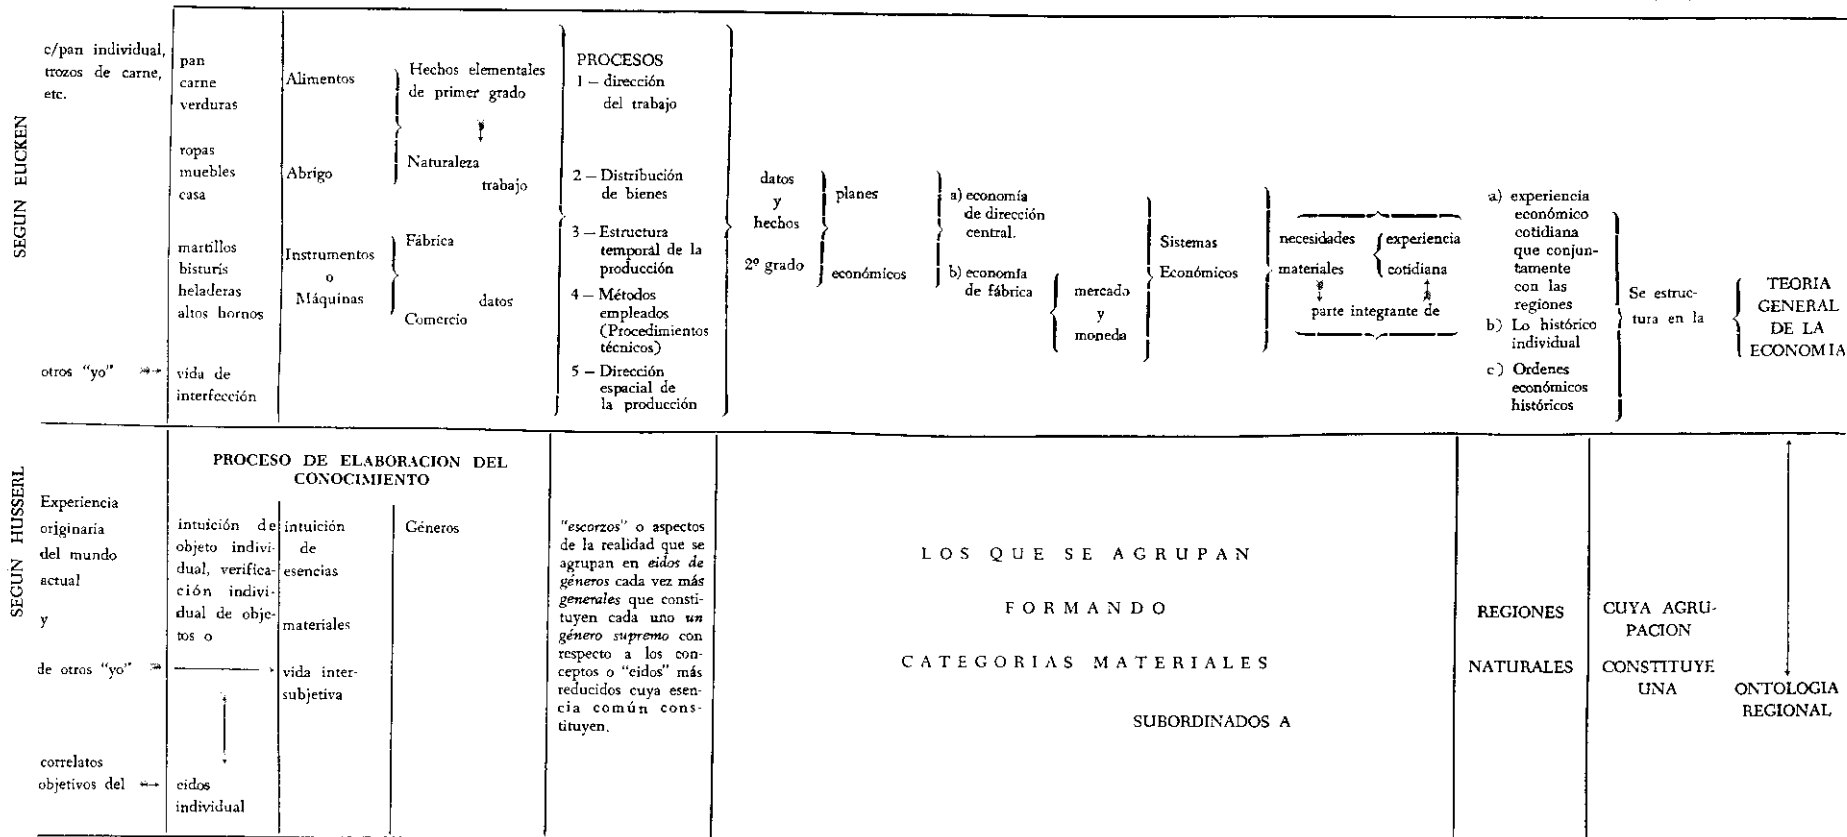 SEGUN EUCKEN
c/pan individual,
trozos de carne,
etc.
otros "yo"
pan
carne
verduras
ropas
muebles
casa
martillos
bisturís
heladeras
altos hornos
vida de
interfección
Alimentos
Abrigo
Instrumentos
o
Máquinas
Hechos elementales
de primer grado
Naturaleza
trabajo
Fábrica
datos
Comercio
PROCESOS
1 — dirección
del trabajo
2 — Distribución
de bienes
3 — Estructura
temporál de la
producción
4 — Métodos
empleados
(Procedimientos
técnicos)
5 — Dirección
espacial de
la producción
datos
y
hechos
2º grado
planes
económicos
a) economía
de dirección
central.
b) economía
de fábrica
mercado
y
moneda
Sistemas
Económicos
necesidades
materiales
experiencia
cotidiana
parte integrante de
a) experiencia
económico
cotidiana
que conjun-
tamente
con las
regiones
b) Lo histórico
individual
c) Ordenes
económicos
históricos
Se estruc-
tura en la
TEORIA
GENERAL
DE LA
ECONOMIA
SEGUN HUSSERL
Experiencia
originaria
del mundo
actual
y
de otros "yo"
correlatos
objetivos del
PROCESO DE ELABORACION DEL
CONOCIMIENTO
intuición de
objeto indivi-
dual, verifica-
ción indivi-
dual de obje-
tos o
eidos
individual
intuición
de
esencias
materiales
vida inter-
subjetiva
Géneros
"escorzos" o aspectos
de la realidad que se
agrupan en eidos de
géneros cada vez más
generales que consti-
tuyen cada uno un
género supremo con
respecto a los con-
ceptos o "eidos" más
reducidos cuya esen-
cia común cons-
tituyen.
LOS QUE SE AGRUPAN
FORMANDO
CATEGORIAS MATERIALES
SUBORDINADOS A
REGIONES
NATURALES
CUYA AGRU-
PACION
CONSTITUYE
UNA
ONTOLOGIA
REGIONAL